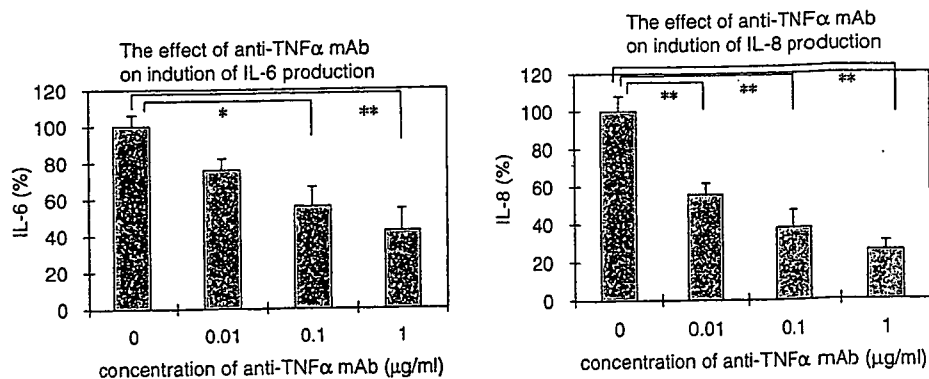 The effect of anti-TNFα mAb
on indution of IL-6 production
120
100
80
60
40
20
0
IL-6 (%)
*
**
0 0.01 0.1 1
concentration of anti-TNFα mAb (μg/ml)
The effect of anti-TNFα mAb
on indution of IL-8 production
120
100
80
60
40
20
0
IL-8 (%)
**
**
**
0 0.01 0.1 1
concentration of anti-TNFα mAb (μg/ml)